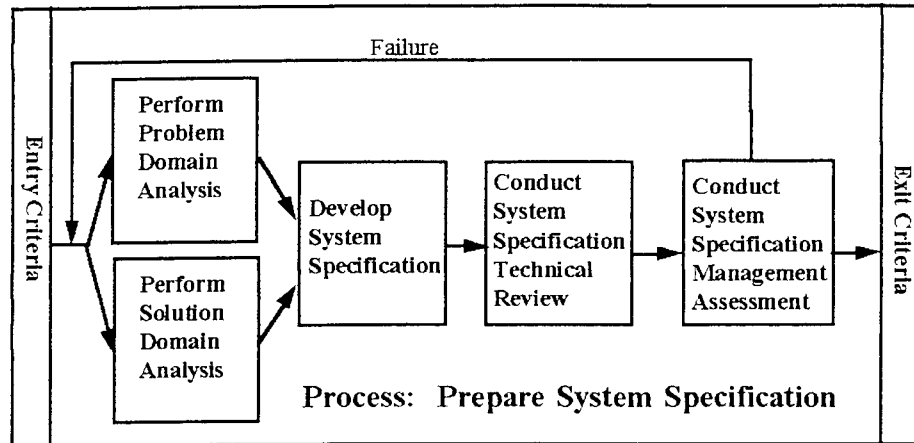 Failure
Entry Criteria
Perform
Problem
Domain
Analysis
Perform
Solution
Domain
Analysis
Develop
System
Specification
Conduct
System
Specification
Technical
Review
Conduct
System
Specification
Management
Assessment
Exit Criteria
Process: Prepare System Specification